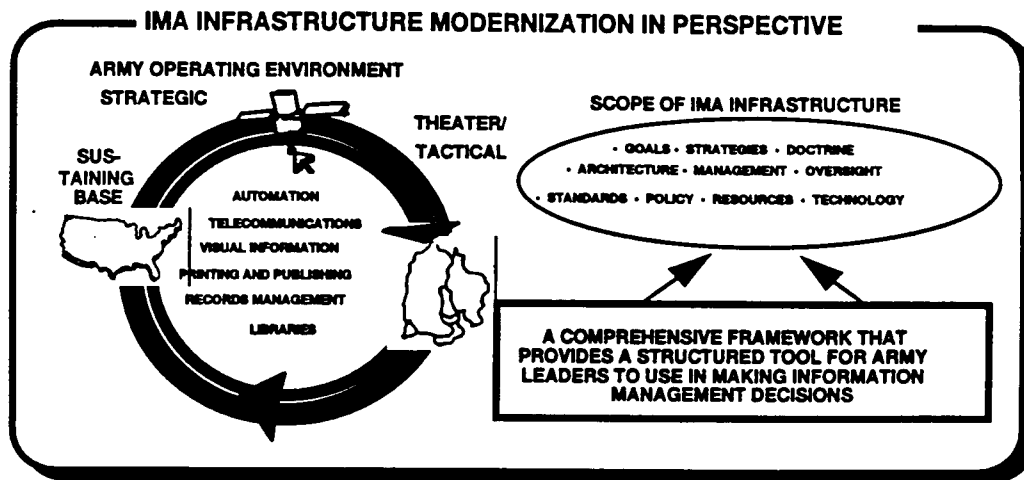 IMA INFRASTRUCTURE MODERNIZATION IN PERSPECTIVE
ARMY OPERATING ENVIRONMENT
STRATEGIC
THEATER/
TACTICAL
SUS-
TAINING
BASE
AUTOMATION
TELECOMMUNICATIONS
VISUAL INFORMATION
PRINTING AND PUBLISHING
RECORDS MANAGEMENT
LIBRARIES
SCOPE OF IMA INFRASTRUCTURE
• GOALS • STRATEGIES • DOCTRINE
• ARCHITECTURE • MANAGEMENT • OVERSIGHT
• STANDARDS • POLICY • RESOURCES • TECHNOLOGY
A COMPREHENSIVE FRAMEWORK THAT
PROVIDES A STRUCTURED TOOL FOR ARMY
LEADERS TO USE IN MAKING INFORMATION
MANAGEMENT DECISIONS